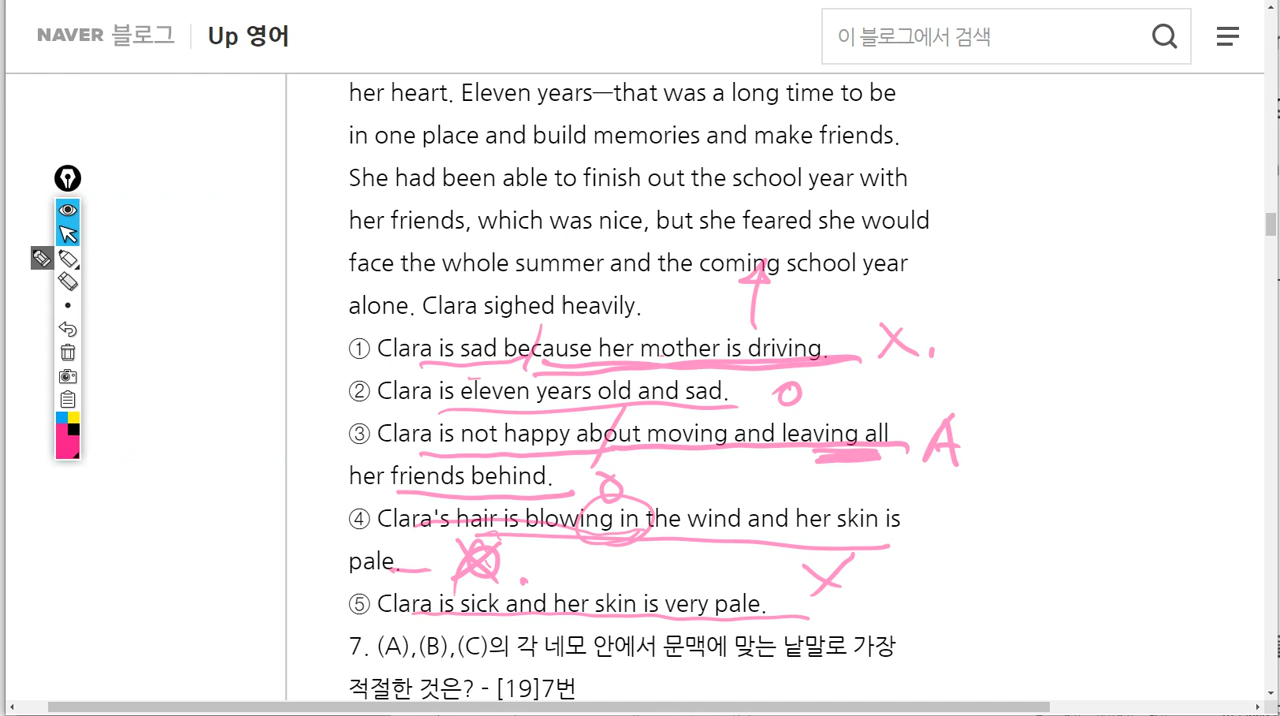 NAVER 블로그 Up 영어 이 블로그에서 검색
her heart. Eleven years—that was a long time to be
in one place and build memories and make friends.
She had been able to finish out the school year with
her friends, which was nice, but she feared she would
face the whole summer and the coming school year
alone. Clara sighed heavily.
① Clara is sad because her mother is driving. X.
② Clara is eleven years old and sad. O
③ Clara is not happy about moving and leaving all A
her friends behind.
④ Clara's hair is blowing in the wind and her skin is
pale. X
⑤ Clara is sick and her skin is very pale.
7. (A),(B),(C)의 각 네모 안에서 문맥에 맞는 낱말로 가장
적절한 것은? - [19]7번